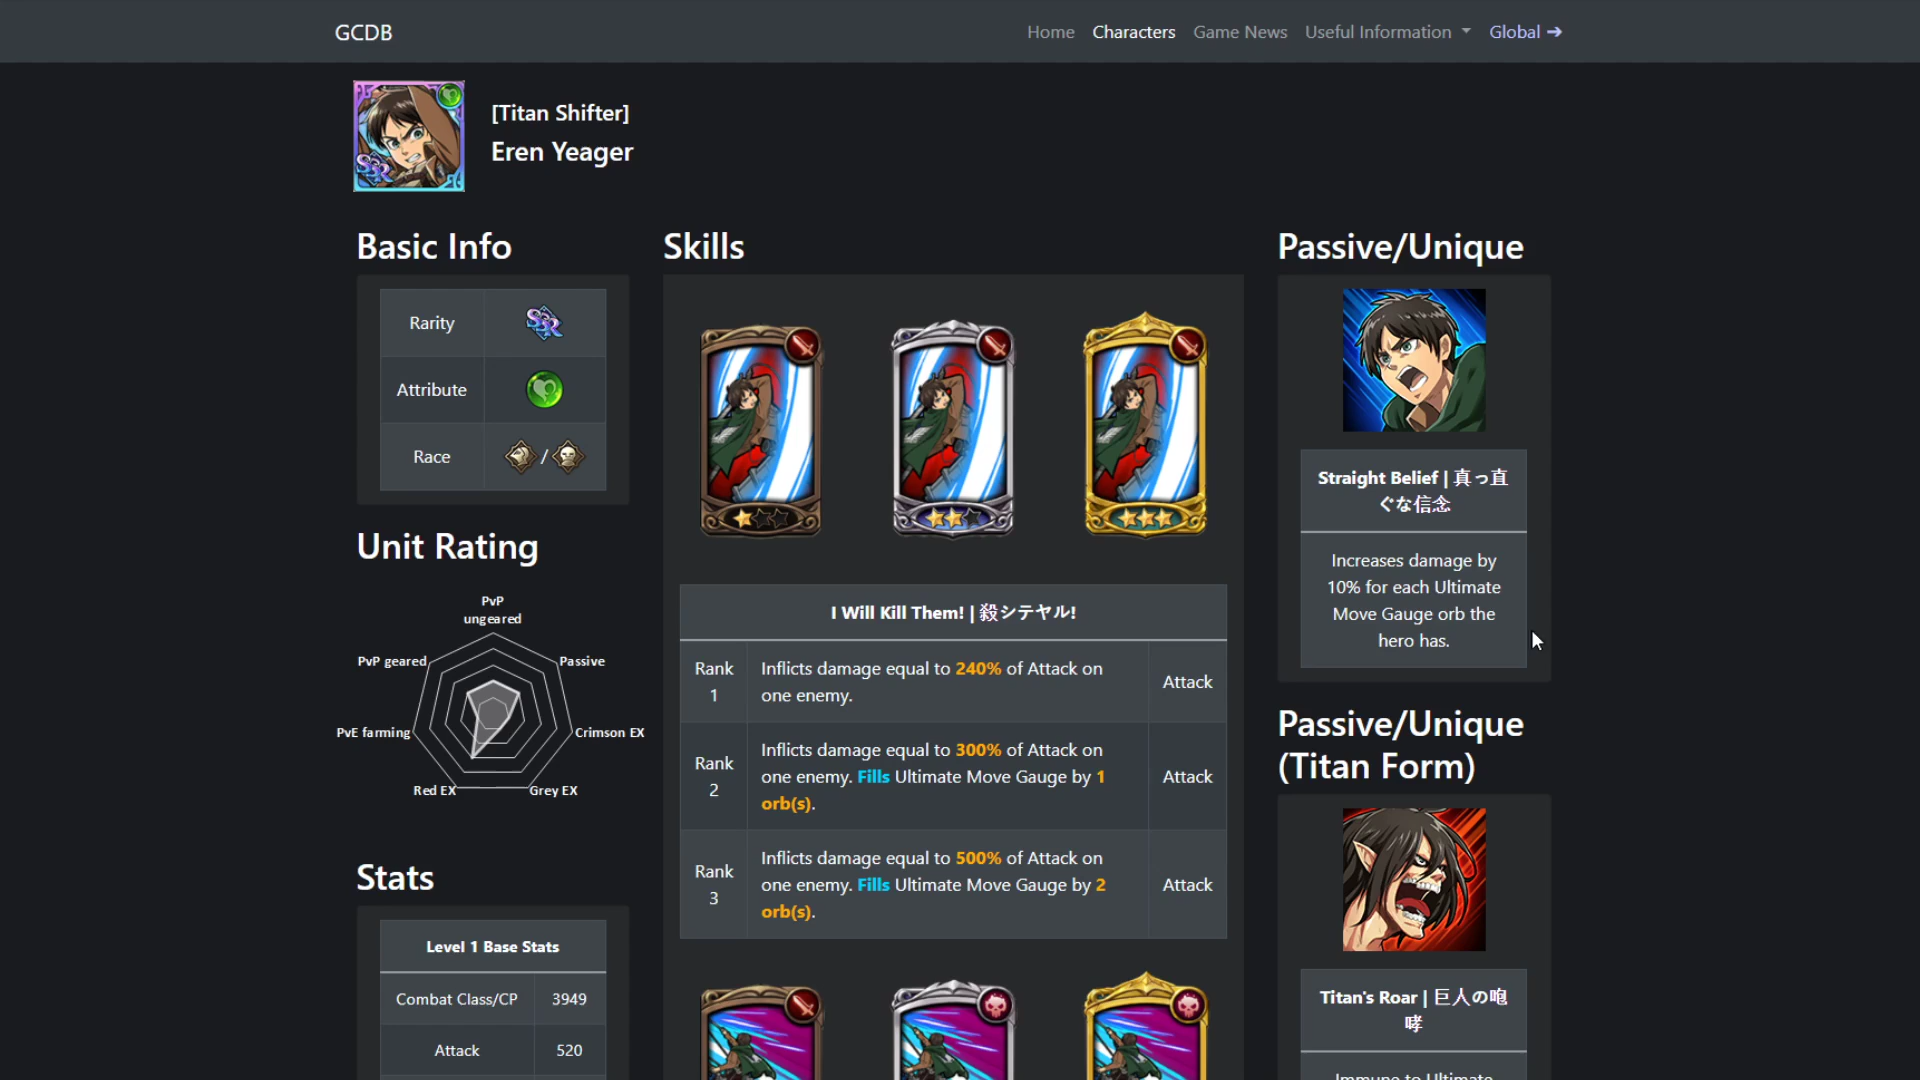 GCDB
Home Characters Game News Useful Information Global ➔
[Titan Shifter]
Eren Yeager
SSR
Basic Info
Rarity SSR
Attribute
Race /
Unit Rating
PvP
ungeared
PvP geared
Passive
PvE farming
Crimson EX
Red EX
Grey EX
Stats
Level 1 Base Stats
Combat Class/CP 3949
Attack 520
Skills
I Will Kill Them! | 殺シテヤル!
Rank
1
Inflicts damage equal to 240% of Attack on
one enemy.
Attack
Rank
2
Inflicts damage equal to 300% of Attack on
one enemy. Fills Ultimate Move Gauge by 1
orb(s).
Attack
Rank
3
Inflicts damage equal to 500% of Attack on
one enemy. Fills Ultimate Move Gauge by 2
orb(s).
Attack
Passive/Unique
Straight Belief | 真っ直
ぐな信念
Increases damage by
10% for each Ultimate
Move Gauge orb the
hero has.
Passive/Unique
(Titan Form)
Titan's Roar | 巨人の咆
哮
Immune to Ultimate